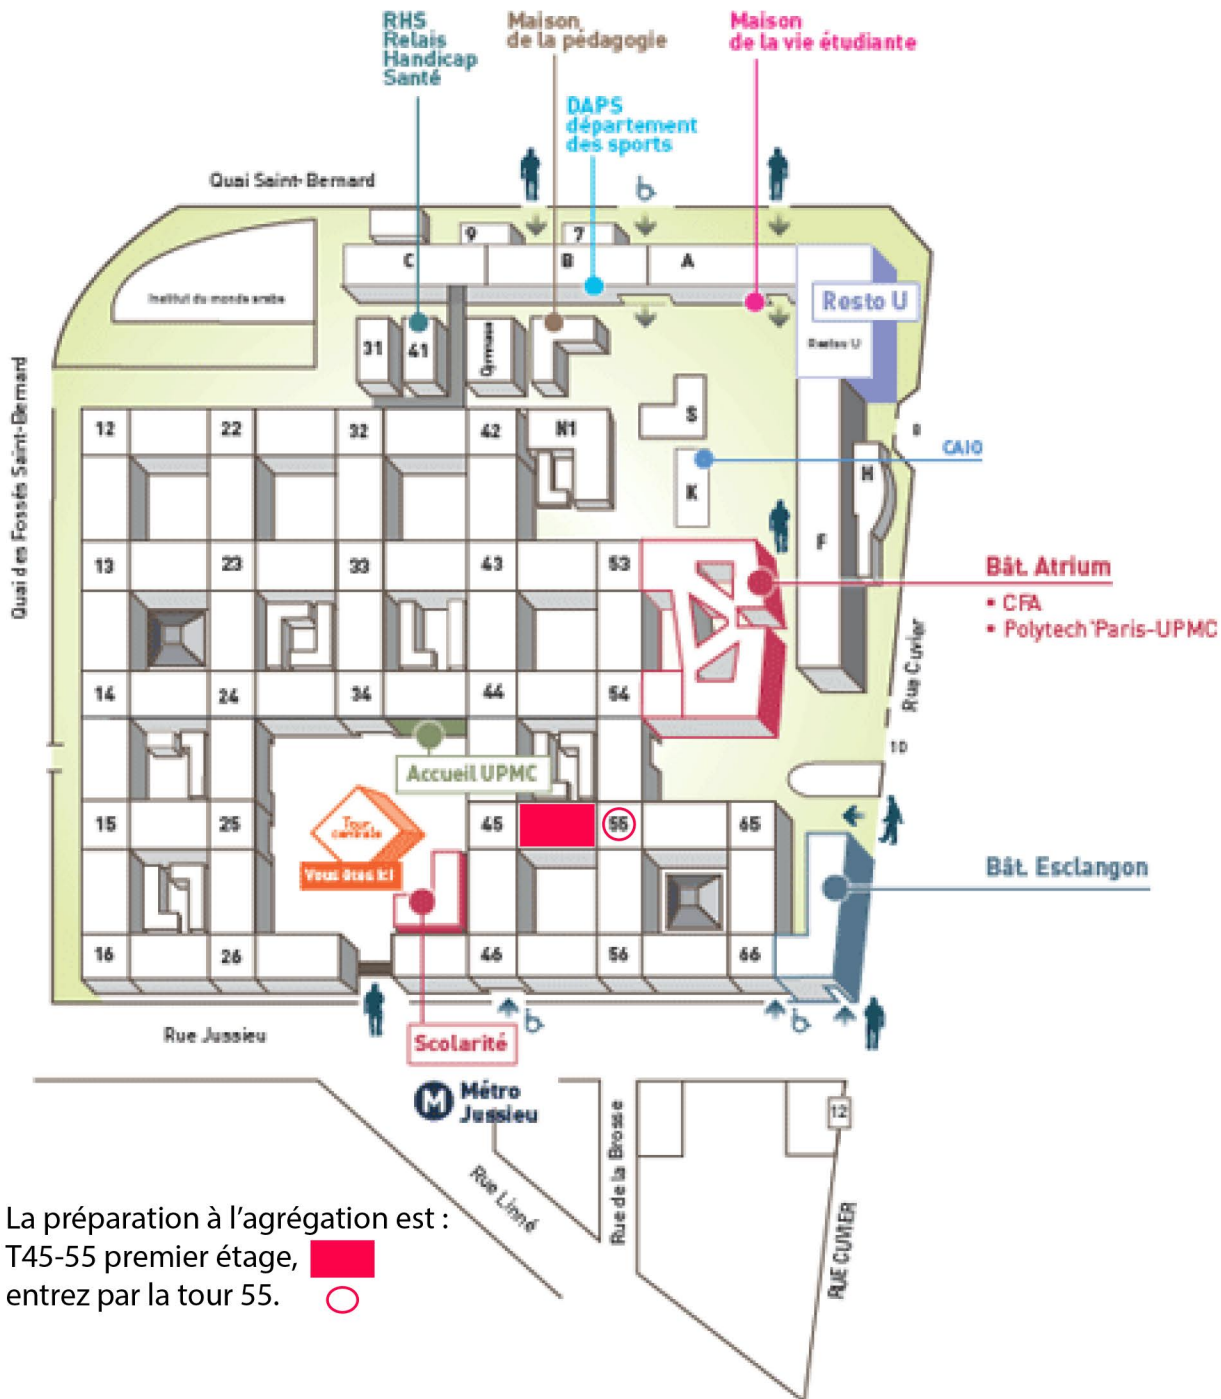 RHS
Relais
Handicap
Santé
Maison
de la pédagogie
Maison
de la vie étudiante
DAPS
département
des sports
Quai Saint-Bernard
9
7
C
B
A
Institut du monde arabe
Resto U
Restou U
31
41
Gymnase
S
CAIO
K
8
H
F
Quai des Fossés Saint-Bernard
12
22
32
42
N1
13
23
33
43
53
Bât. Atrium
• CFA
• Polytech'Paris-UPMC
Rue Cuvier
14
24
34
44
54
10
Accueil UPMC
Tour
centrale
Vous êtes ici
15
25
45
55
65
Bât. Esclangon
16
26
46
56
66
Rue Jussieu
Scolarité
M
Métro
Jussieu
12
Rue Linné
Rue de la Brosse
RUE CUVIER
La préparation à l'agrégation est :
T45-55 premier étage,
entrez par la tour 55.